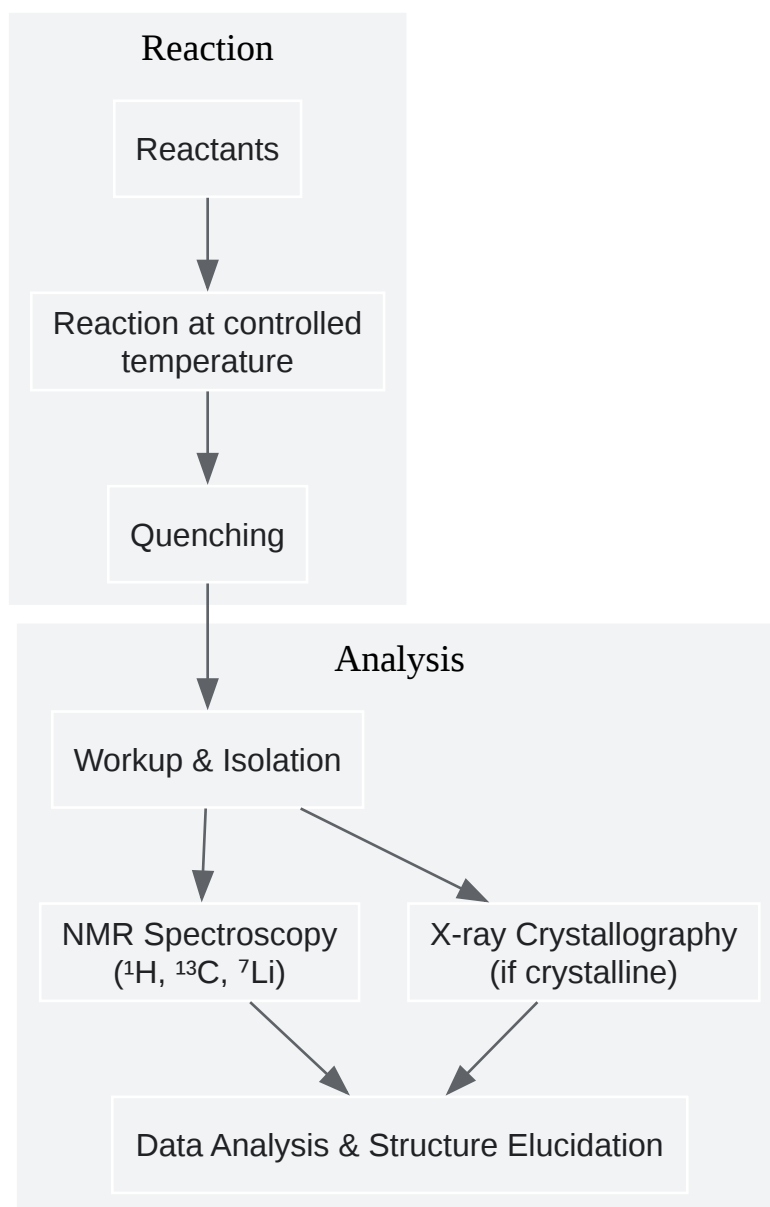 Reaction
Reactants
Reaction at controlled
temperature
Quenching
Analysis
Workup & Isolation
NMR Spectroscopy
(¹H, ¹³C, ⁷Li)
X-ray Crystallography
(if crystalline)
Data Analysis & Structure Elucidation